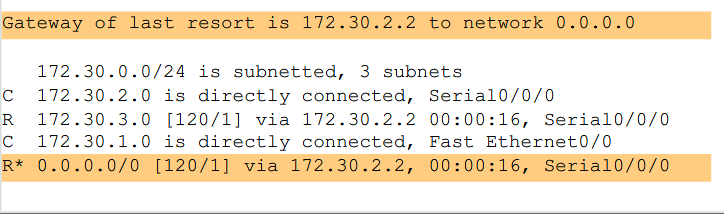 Gateway of last resort is 172.30.2.2 to network 0.0.0.0
172.30.0.0/24 is subnetted, 3 subnets
C 172.30.2.0 is directly connected, Serial0/0/0
R 172.30.3.0 [120/1] via 172.30.2.2 00:00:16, Serial0/0/0
C 172.30.1.0 is directly connected, Fast Ethernet0/0
R* 0.0.0.0/0 [120/1] via 172.30.2.2, 00:00:16, Serial0/0/0